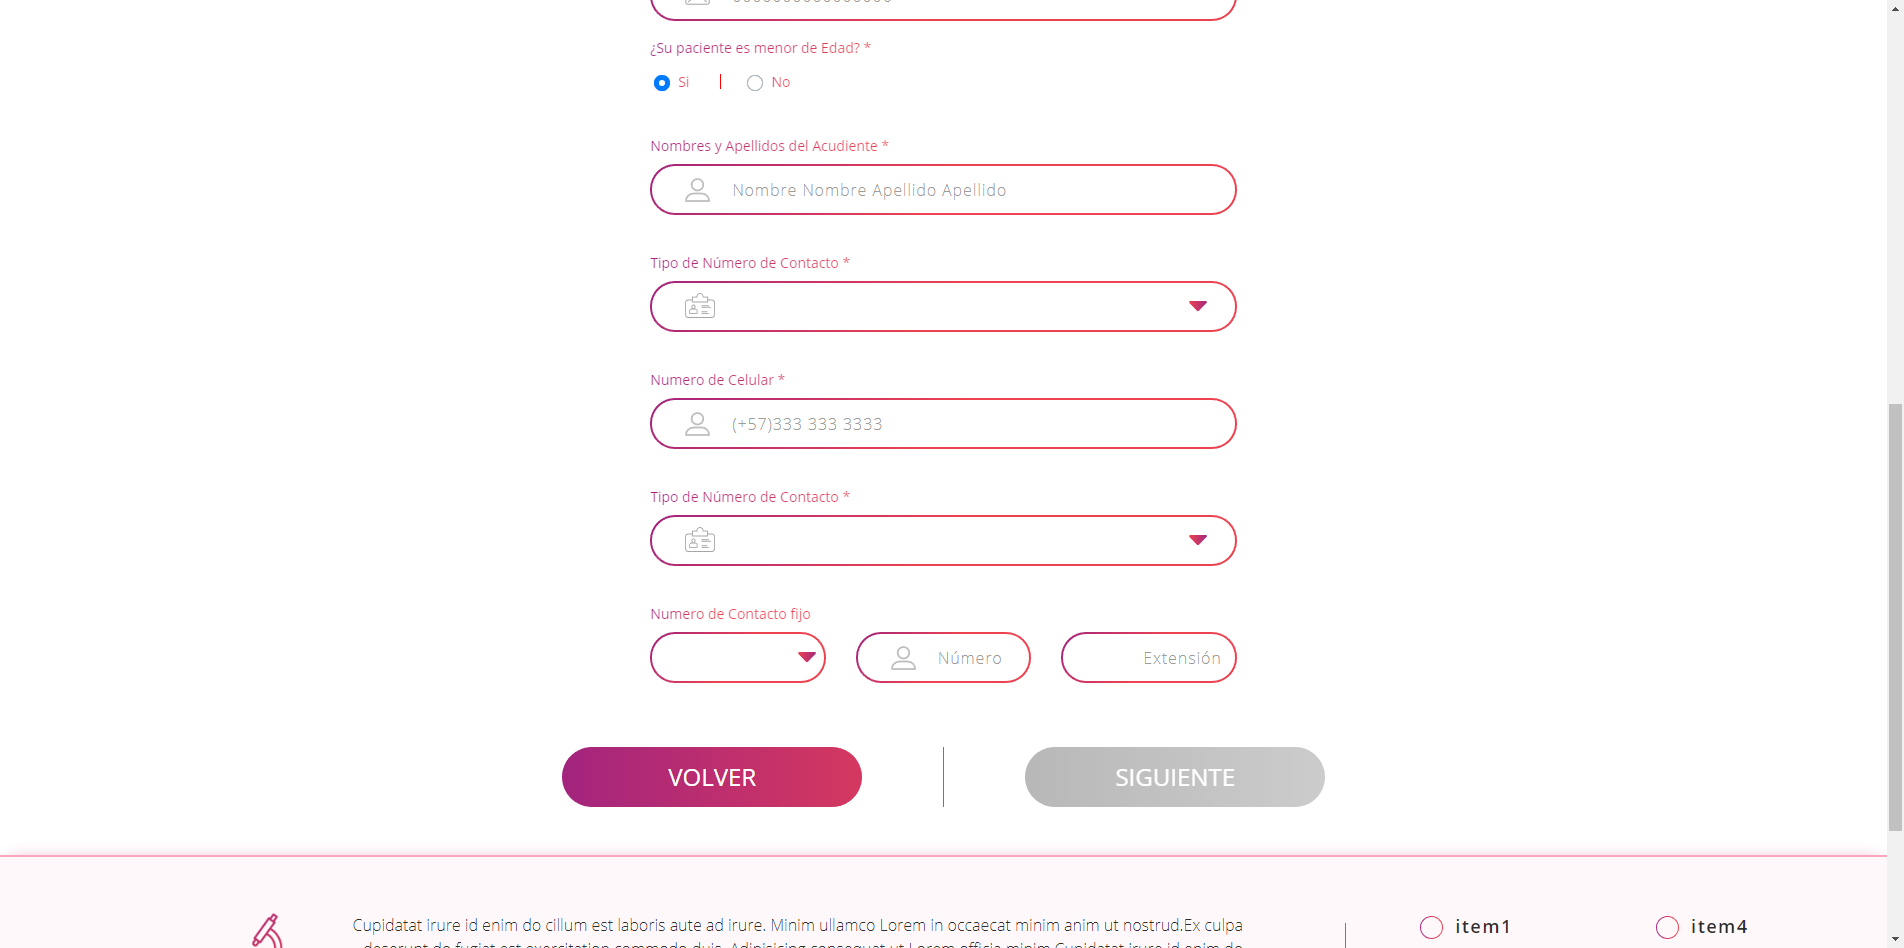 ¿Su paciente es menor de Edad? *
Si | No
Nombres y Apellidos del Acudiente *
Nombre Nombre Apellido Apellido
Tipo de Número de Contacto *
Numero de Celular *
(+57)333 333 3333
Tipo de Número de Contacto *
Numero de Contacto fijo
Número Extensión
VOLVER SIGUIENTE
Cupidatat irure id enim do cillum est laboris aute ad irure. Minim ullamco Lorem in occaecat minim anim ut nostrud.Ex culpa
item1 item4